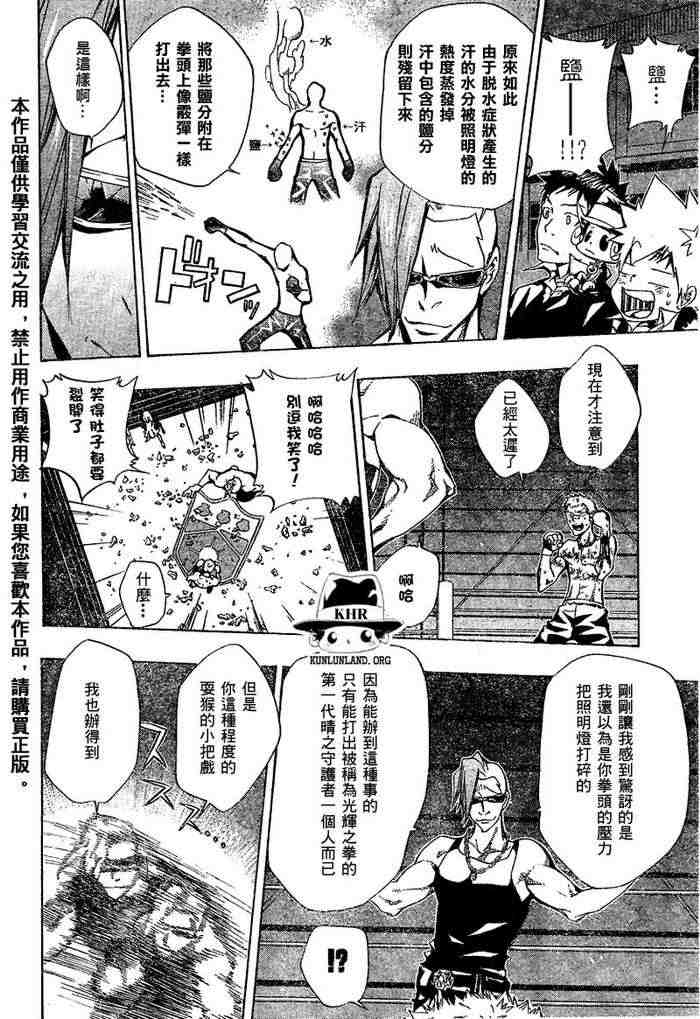 鹽…
鹽——!!?
原來如此
由于脱水症狀產生的
汗的水分被照明燈的
熱度蒸發掉
汗中包含的鹽分
則殘留下來
←水
←汗
鹽→
將那些鹽分附在
拳頭上像霰彈一樣
打出去…
ドォォン
是這樣啊…
現在才注意到
已經太遲了
啊哈
啊哈哈哈
別逗我笑了!
笑得肚子都要
裂開了
什麼…
剛剛讓我感到驚訝的是
我還以為是你拳頭的壓力
把照明燈打碎的
因為能辦到這種事的
只有能打出被稱為光輝之拳的
第一代晴之守護者一個人而已
!?
但是
你這種程度的
耍猴的小把戲
我也辦得到
ススス
KHR
KUNLUNLAND.ORG
本作品僅供學習交流之用，禁止用作商業用途，如果您喜歡本作品，請購買正版。